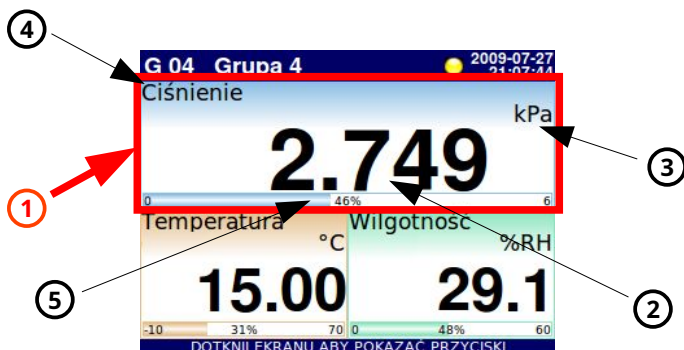 4
G 04 Grupa 4
2009-07-27
21:07:44
Ciśnienie
kPa
2.749
3
0 46% 6
1
Temperatura
°C
Wilgotność
%RH
15.00
29.1
5
2
-10 31% 70
0 48% 60
DOTKNIJ EKRANU ABY POKAZAĆ PRZYCISKI